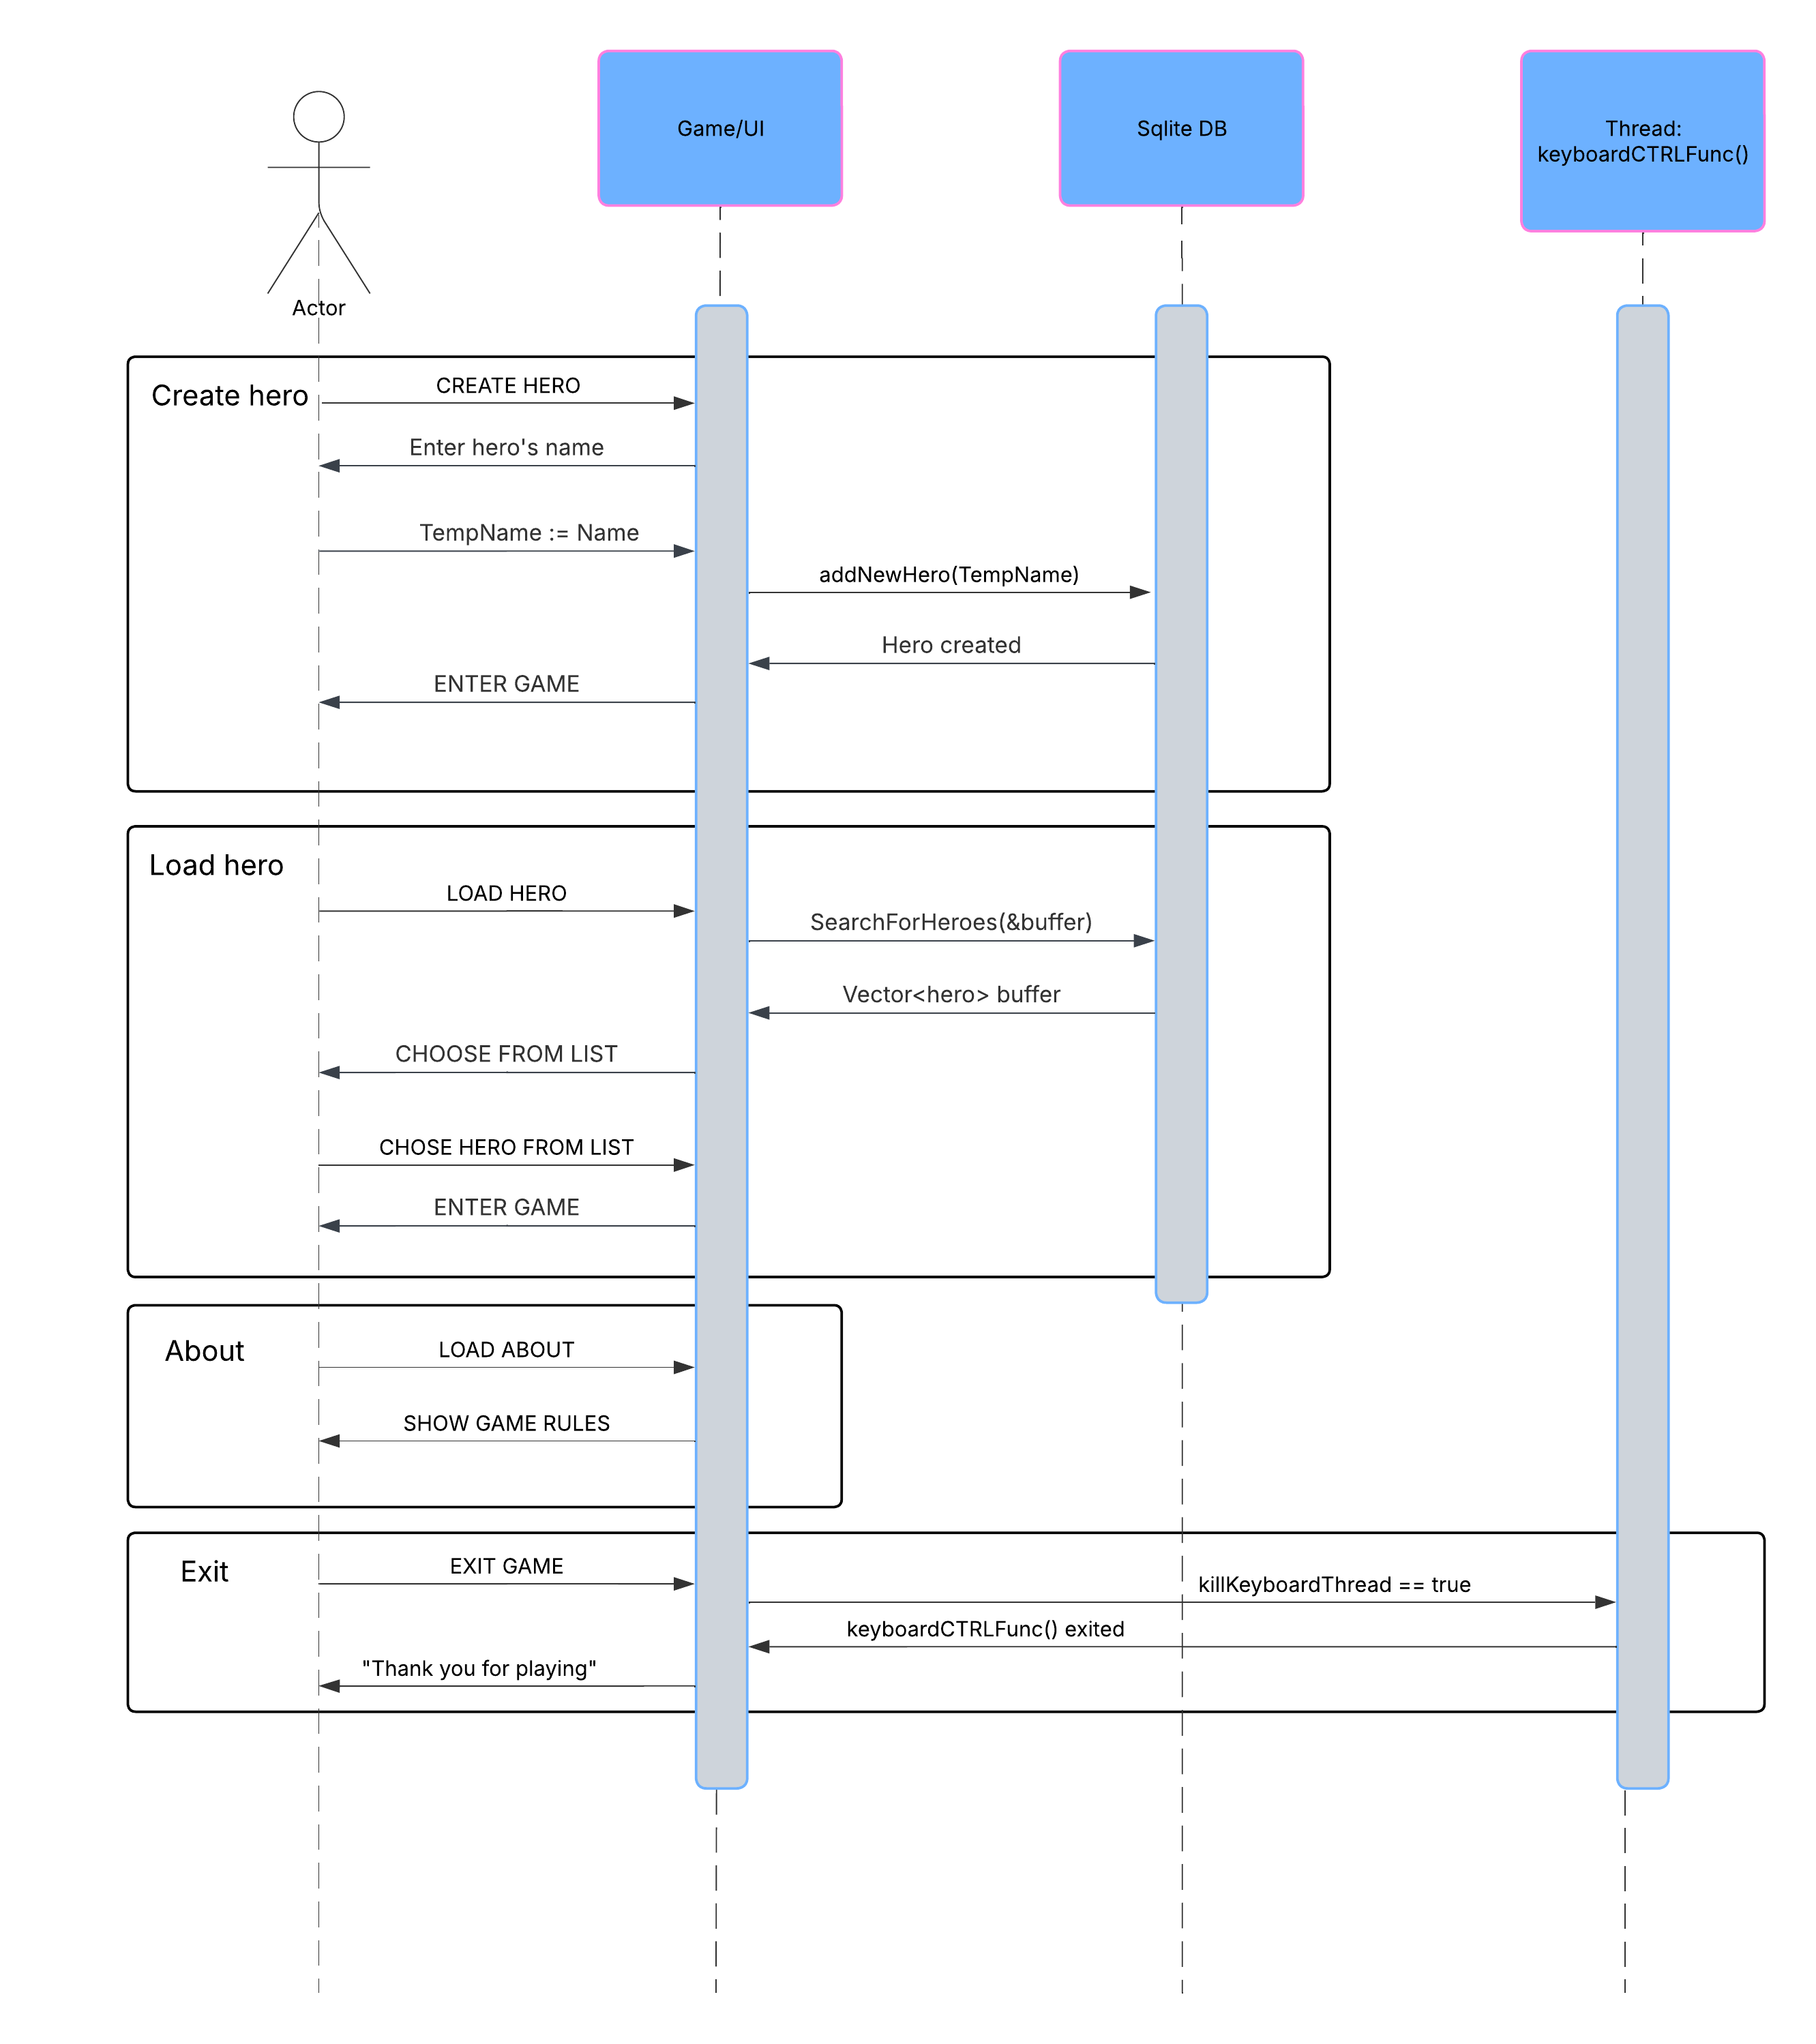 Game/UI
Sqlite DB
Thread:
keyboardCTRLFunc()
Actor
Create hero
CREATE HERO
Enter hero's name
TempName := Name
addNewHero(TempName)
Hero created
ENTER GAME
Load hero
LOAD HERO
SearchForHeroes(&buffer)
Vector<hero> buffer
CHOOSE FROM LIST
CHOSE HERO FROM LIST
ENTER GAME
About
LOAD ABOUT
SHOW GAME RULES
Exit
EXIT GAME
killKeyboardThread == true
keyboardCTRLFunc() exited
"Thank you for playing"